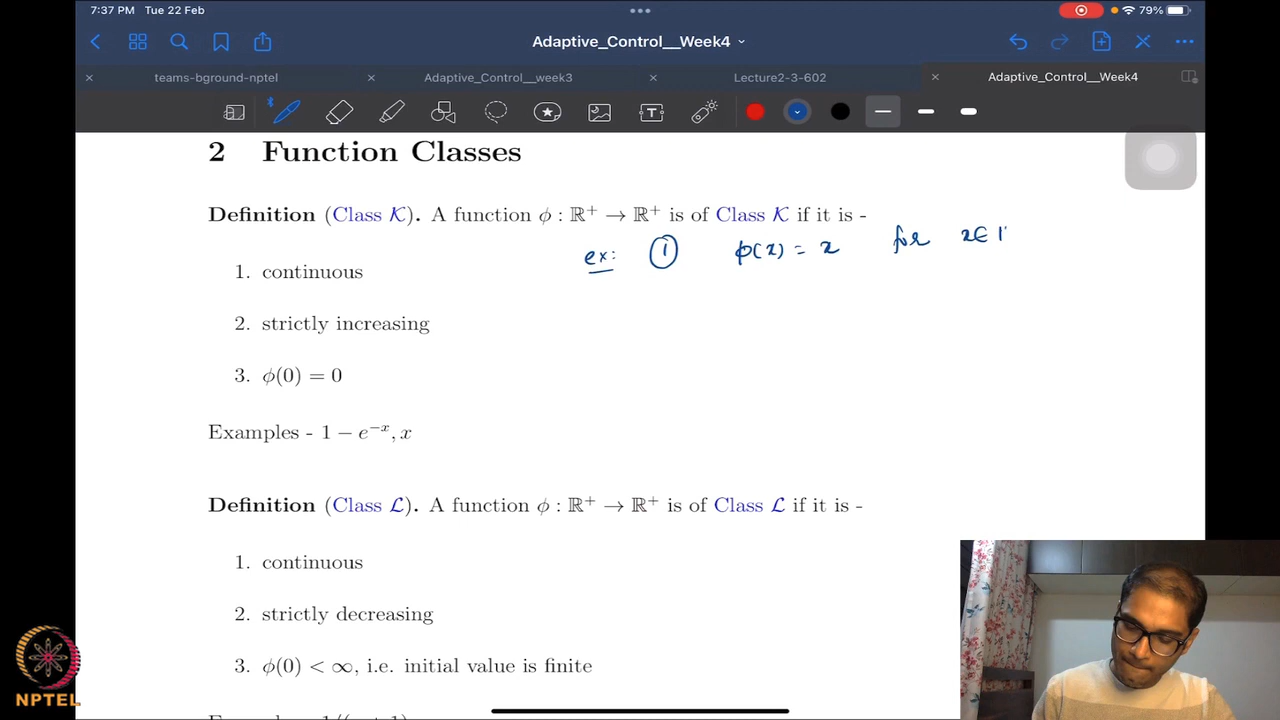 7:37 PM Tue 22 Feb
79%
Adaptive_Control__Week4
teams-bground-nptel
Adaptive_Control__week3
Lecture2-3-602
Adaptive_Control__Week4
2 Function Classes
Definition (Class 𝒦). A function ϕ : ℝ⁺ → ℝ⁺ is of Class 𝒦 if it is -
ex: ① ϕ(x) = x for x ∈
1. continuous
2. strictly increasing
3. ϕ(0) = 0
Examples - 1 − e⁻ˣ, x
Definition (Class ℒ). A function ϕ : ℝ⁺ → ℝ⁺ is of Class ℒ if it is -
1. continuous
2. strictly decreasing
3. ϕ(0) < ∞, i.e. initial value is finite
NPTEL